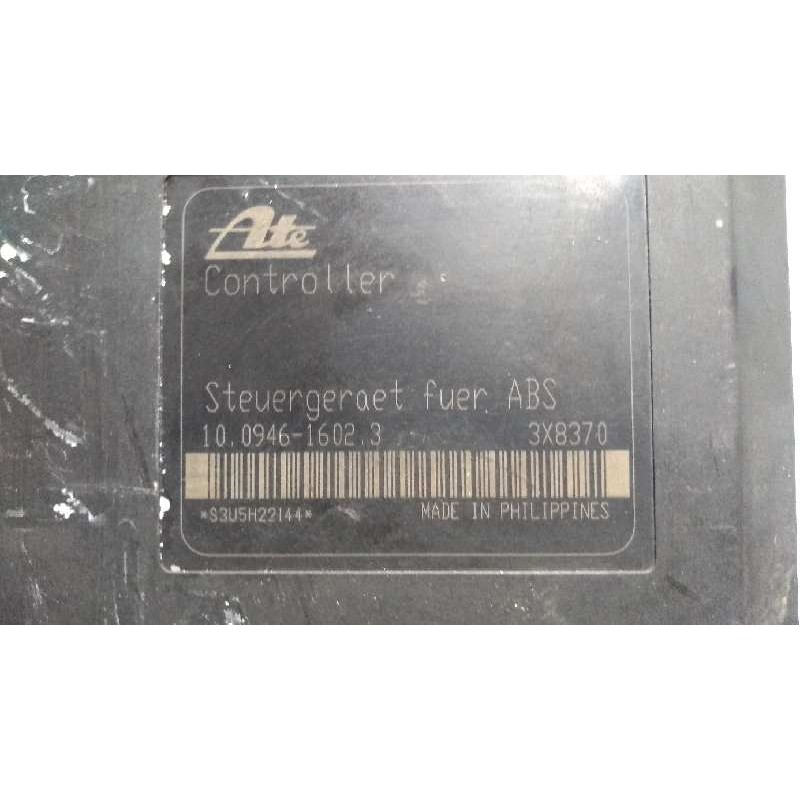 Ate
Controller
Steuergeraet fuer ABS
10.0946-1602.3 3X8370
*S3U5H22144* MADE IN PHILIPPINES